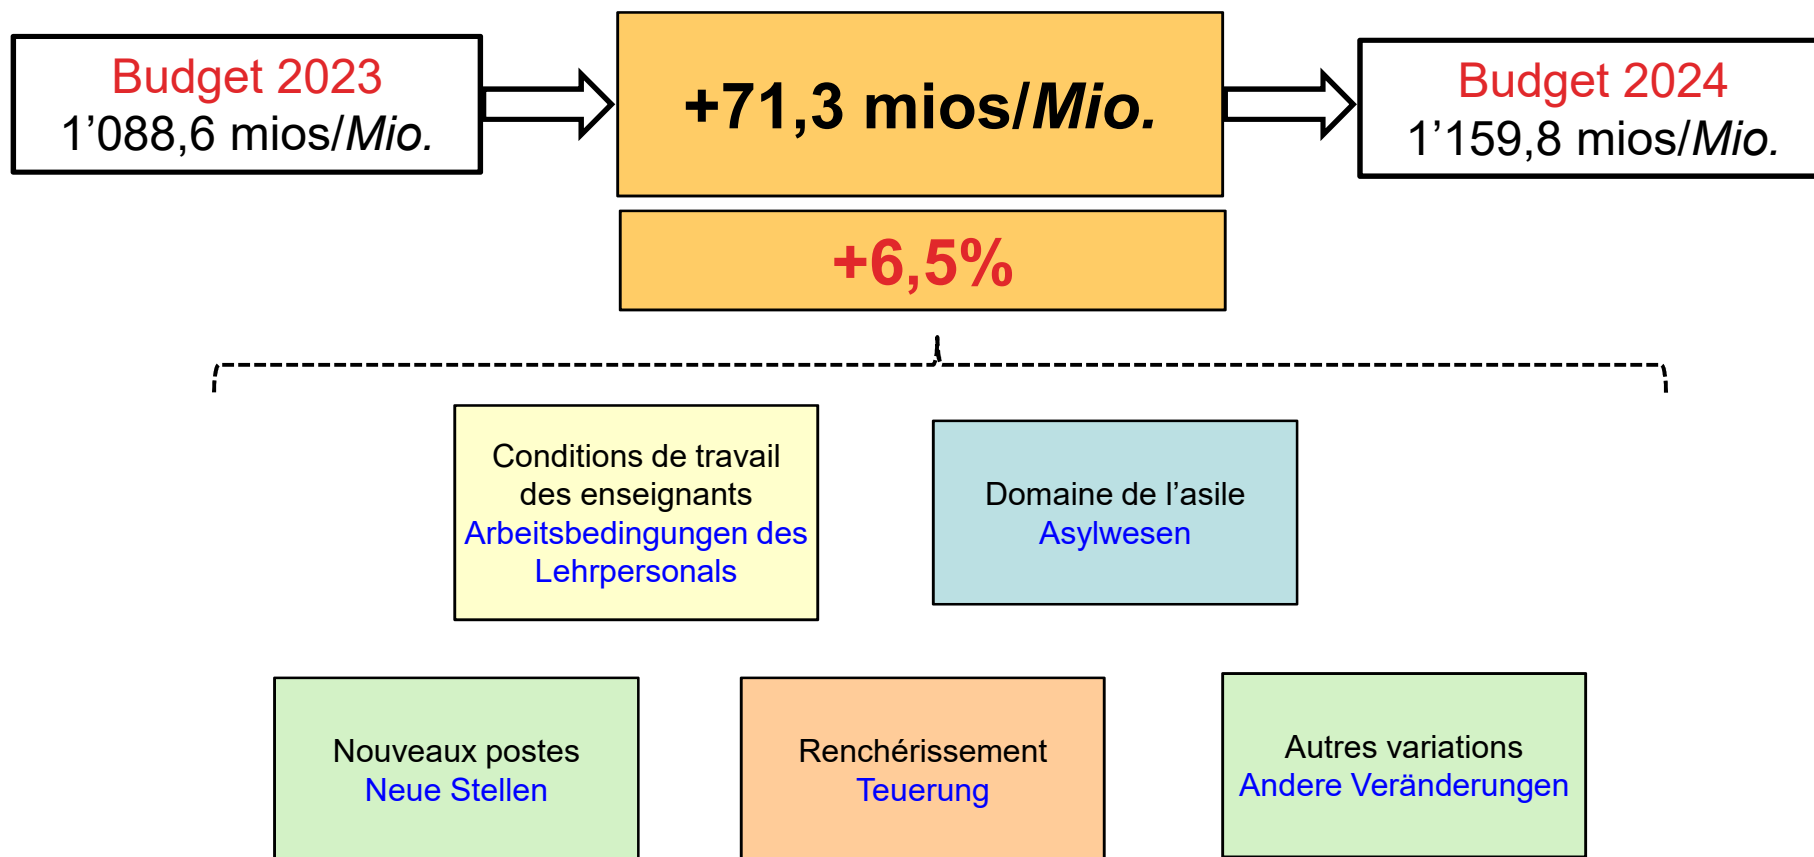 Budget 2023
1’088,6 mios/Mio.
+71,3 mios/Mio.
Budget 2024
1’159,8 mios/Mio.
+6,5%
Conditions de travail
des enseignants
Arbeitsbedingungen des
Lehrpersonals
Domaine de l’asile
Asylwesen
Nouveaux postes
Neue Stellen
Renchérissement
Teuerung
Autres variations
Andere Veränderungen